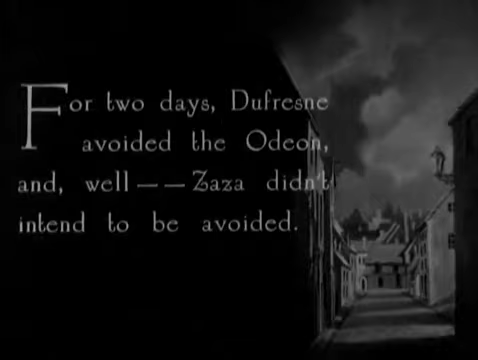 For two days, Dufresne
avoided the Odeon,
and, well——Zaza didn't
intend to be avoided.